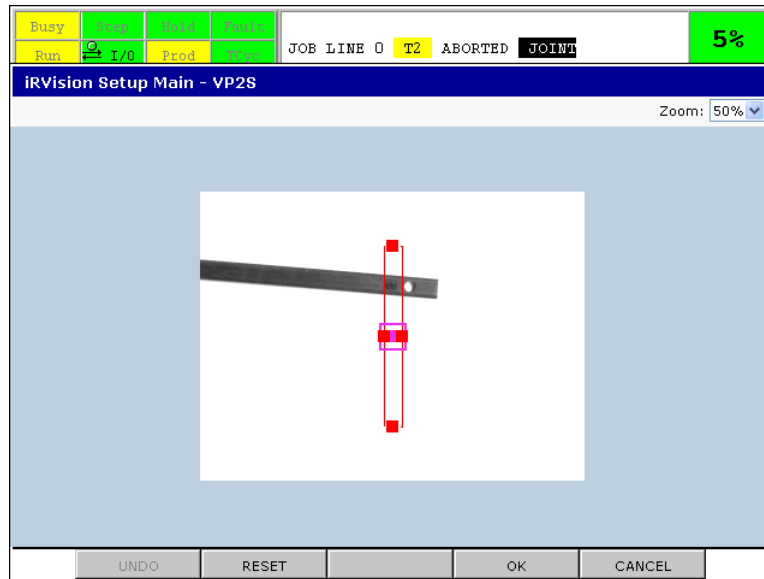 Busy Step Hold Fault
Run I/O Prod TCyc
JOB LINE 0 T2 ABORTED JOINT
5%
iRVision Setup Main - VP2S
Zoom: 50%
UNDO RESET OK CANCEL